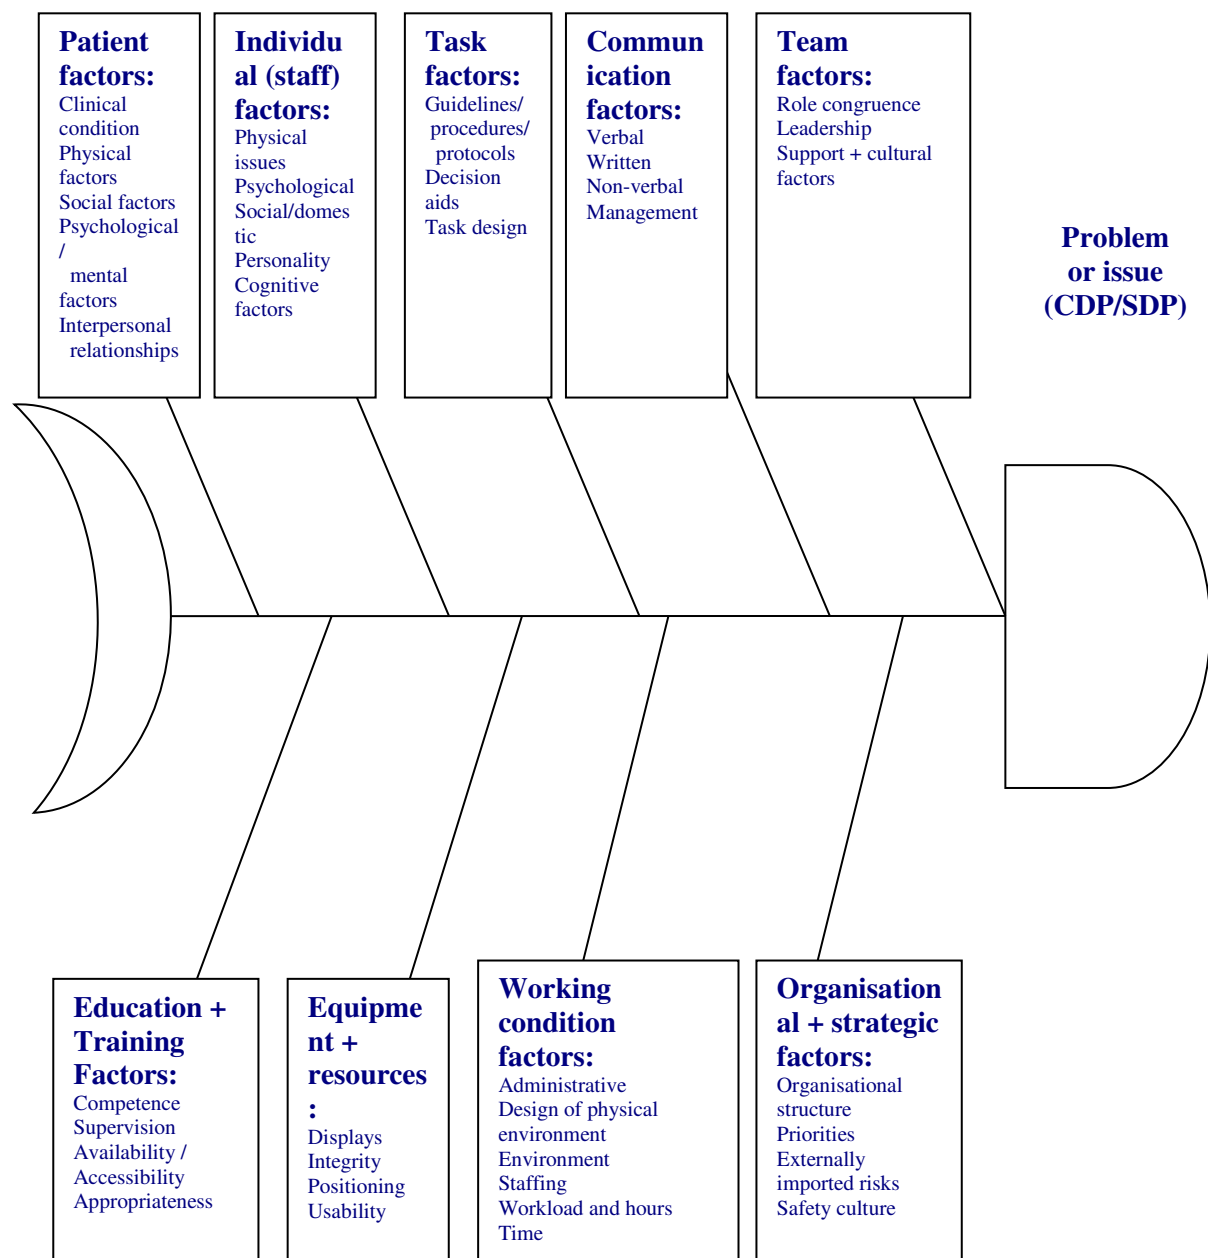 Patient
factors:
Clinical
condition
Physical
factors
Social factors
Psychological
/
mental
factors
Interpersonal
relationships
Individu
al (staff)
factors:
Physical
issues
Psychological
Social/domes
tic
Personality
Cognitive
factors
Task
factors:
Guidelines/
procedures/
protocols
Decision
aids
Task design
Commun
ication
factors:
Verbal
Written
Non-verbal
Management
Team
factors:
Role congruence
Leadership
Support + cultural
factors
Problem
or issue
(CDP/SDP)
Education +
Training
Factors:
Competence
Supervision
Availability /
Accessibility
Appropriateness
Equipme
nt +
resources
:
Displays
Integrity
Positioning
Usability
Working
condition
factors:
Administrative
Design of physical
environment
Environment
Staffing
Workload and hours
Time
Organisation
al + strategic
factors:
Organisational
structure
Priorities
Externally
imported risks
Safety culture